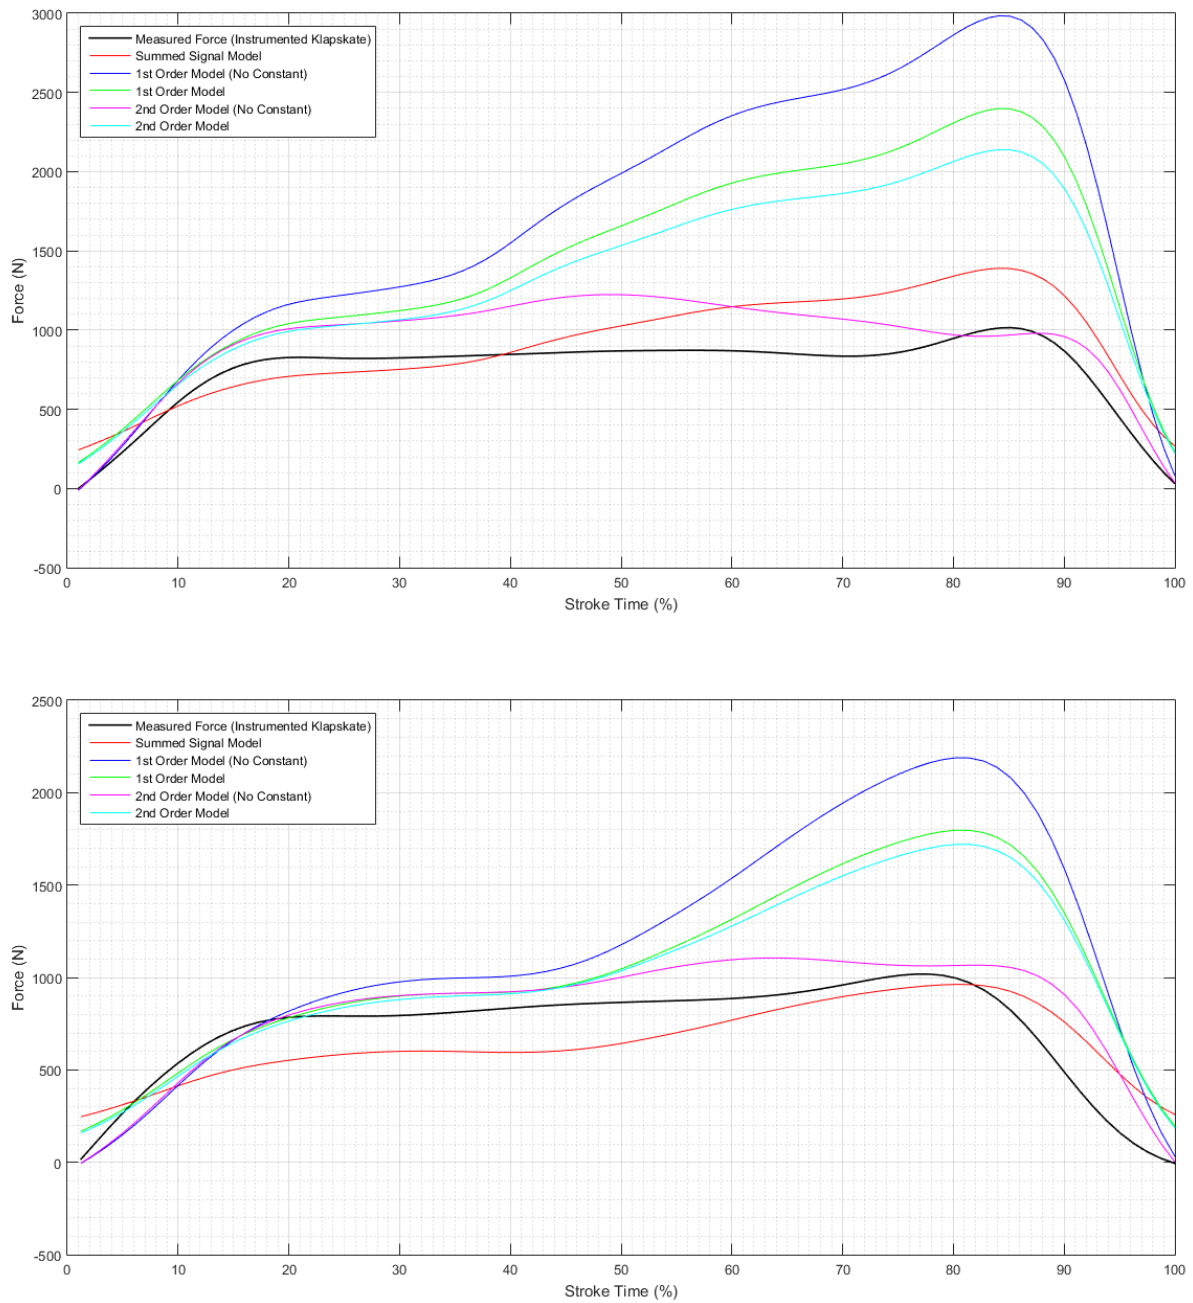 3000
2500
2000
1500
1000
500
0
-500
Force (N)
Measured Force (Instrumented Klapskate)
Summed Signal Model
1st Order Model (No Constant)
1st Order Model
2nd Order Model (No Constant)
2nd Order Model
0 10 20 30 40 50 60 70 80 90 100
Stroke Time (%)
2500
2000
1500
1000
500
0
-500
Force (N)
Measured Force (Instrumented Klapskate)
Summed Signal Model
1st Order Model (No Constant)
1st Order Model
2nd Order Model (No Constant)
2nd Order Model
0 10 20 30 40 50 60 70 80 90 100
Stroke Time (%)